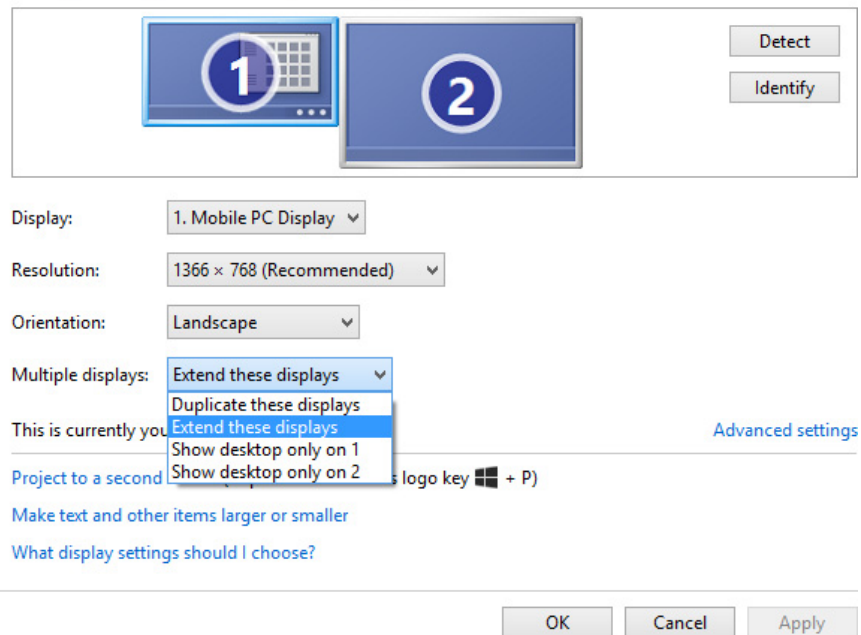 1
2
Detect
Identify
Display: 1. Mobile PC Display
Resolution: 1366 × 768 (Recommended)
Orientation: Landscape
Multiple displays: Extend these displays
Duplicate these displays
This is currently you Extend these displays Advanced settings
Show desktop only on 1
Project to a second Show desktop only on 2 logo key + P)
Make text and other items larger or smaller
What display settings should I choose?
OK Cancel Apply